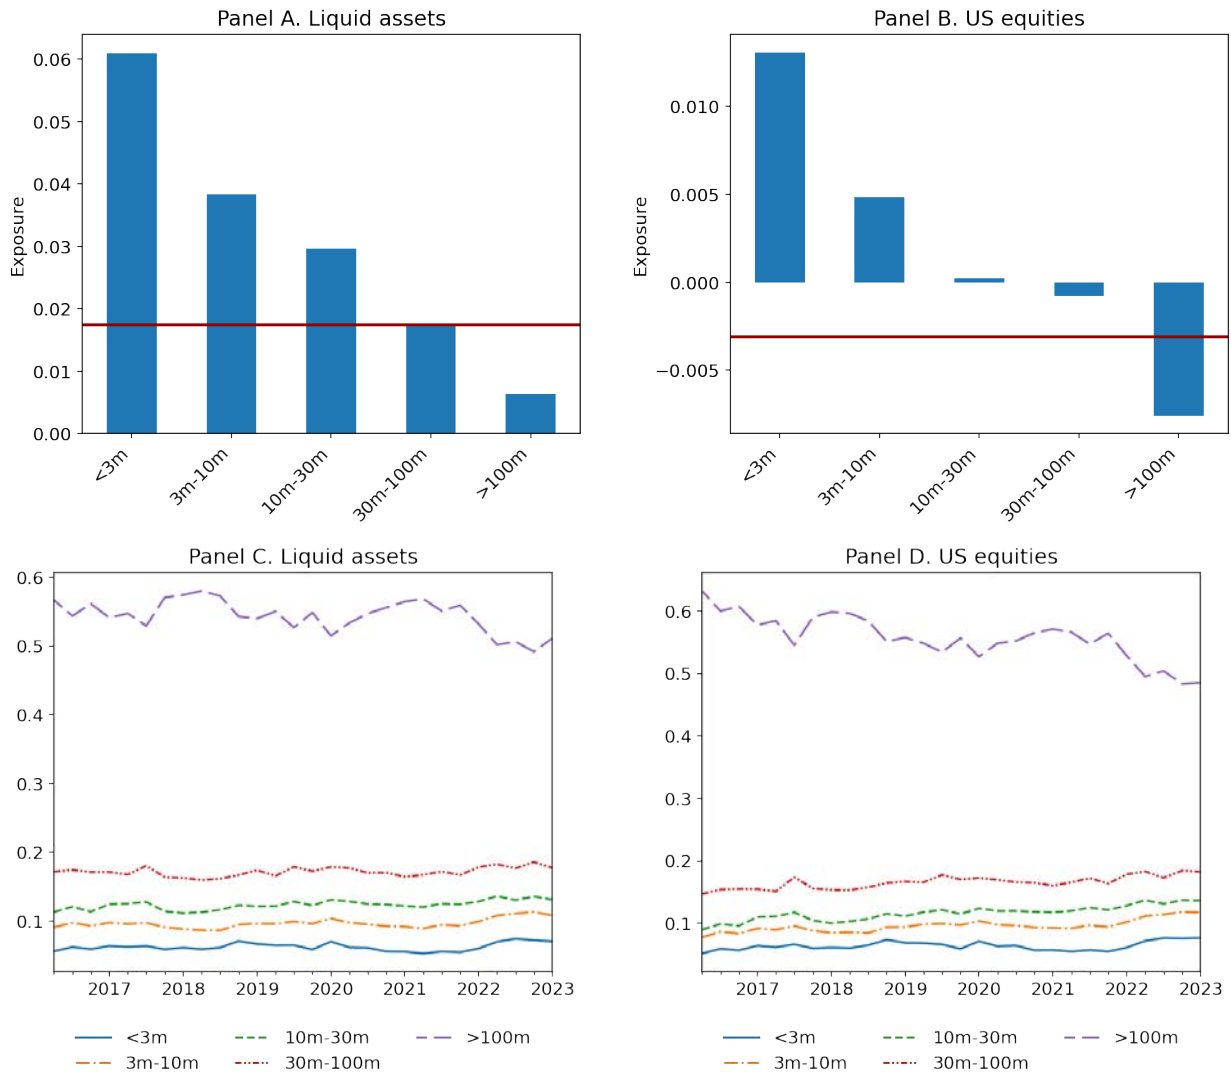 Panel A. Liquid assets
Exposure
0.06
0.05
0.04
0.03
0.02
0.01
0.00
<3m
3m-10m
10m-30m
30m-100m
>100m
Panel B. US equities
Exposure
0.010
0.005
0.000
−0.005
<3m
3m-10m
10m-30m
30m-100m
>100m
Panel C. Liquid assets
0.6
0.5
0.4
0.3
0.2
0.1
2017 2018 2019 2020 2021 2022 2023
<3m 10m-30m >100m
3m-10m 30m-100m
Panel D. US equities
0.6
0.5
0.4
0.3
0.2
0.1
2017 2018 2019 2020 2021 2022 2023
<3m 10m-30m >100m
3m-10m 30m-100m